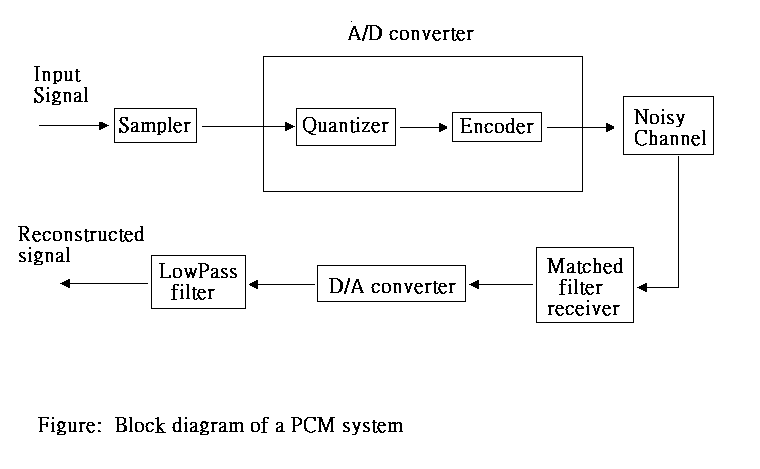 A/D converter
Input
Signal
Sampler
Quantizer
Encoder
Noisy
Channel
Reconstructed
signal
LowPass
filter
D/A converter
Matched
filter
receiver
Figure: Block diagram of a PCM system